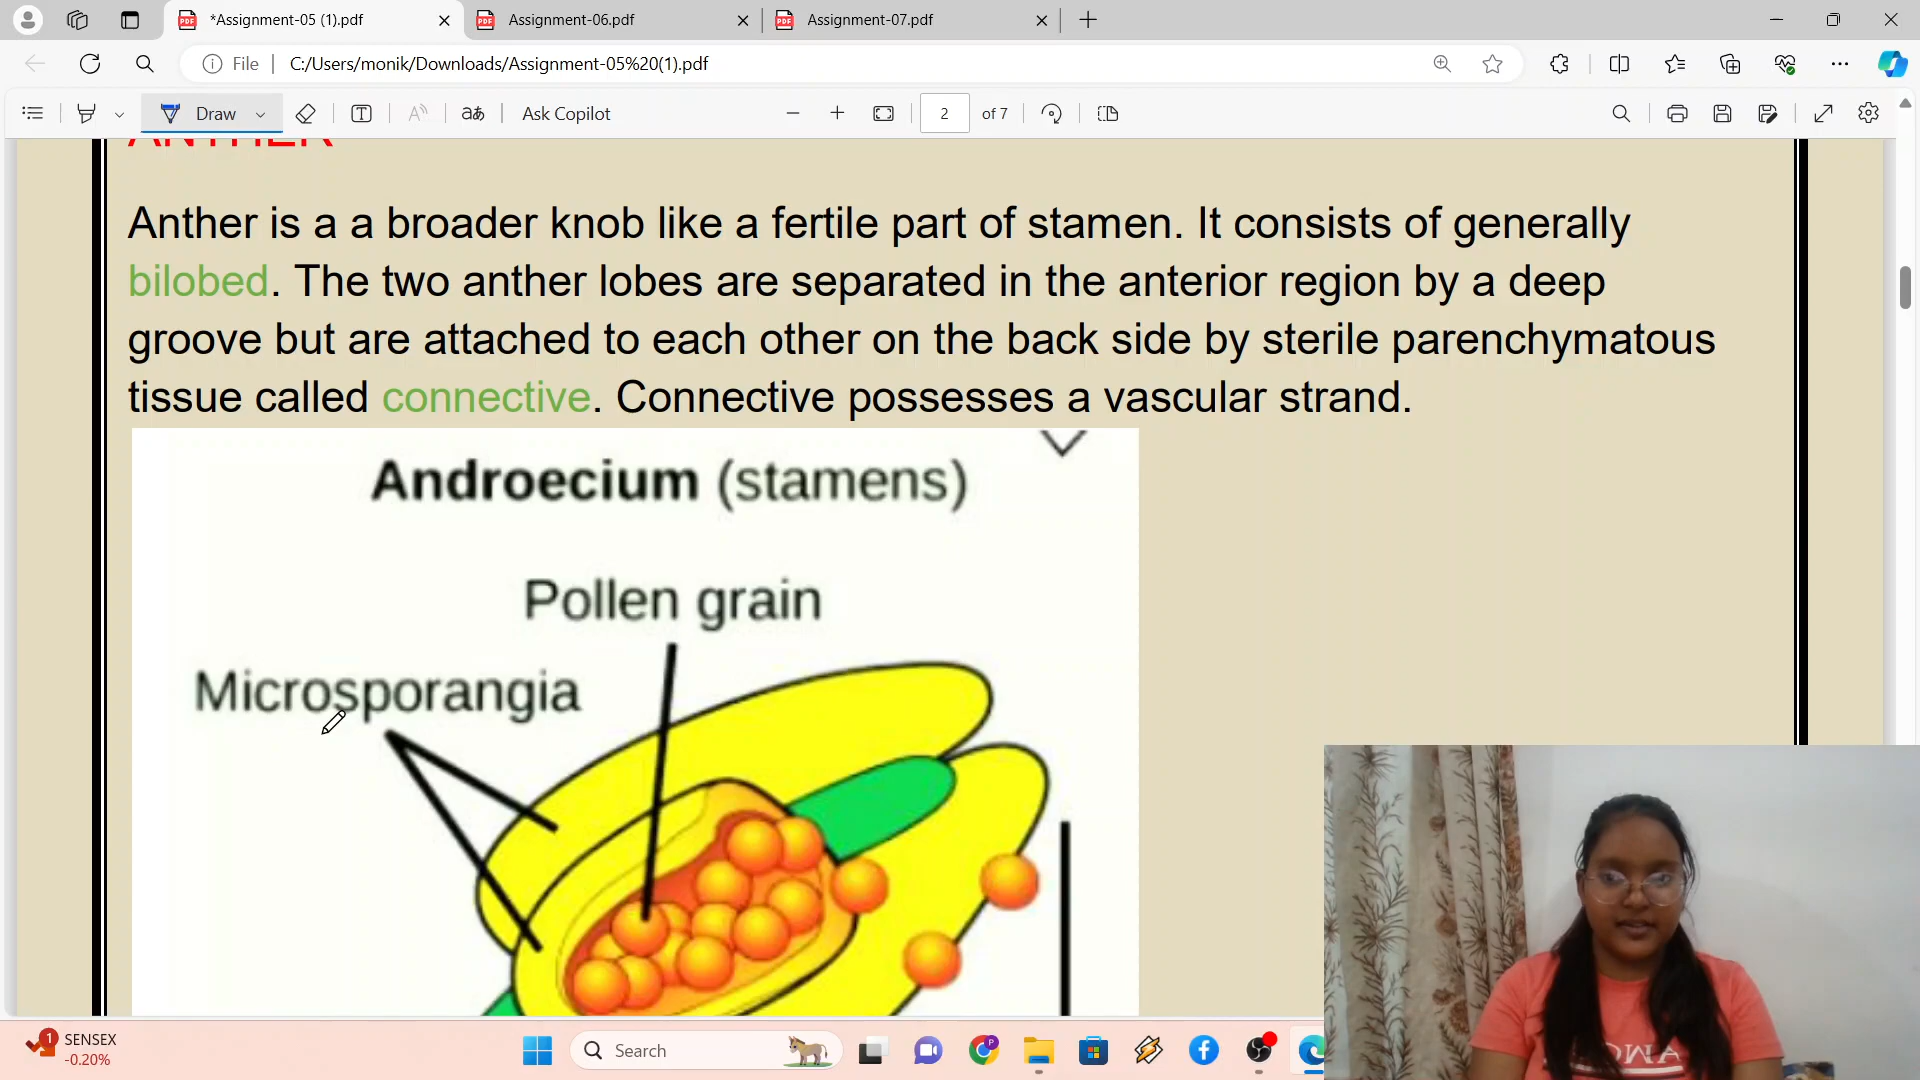 *Assignment-05 (1).pdf
Assignment-06.pdf
Assignment-07.pdf
File
C:/Users/monik/Downloads/Assignment-05%20(1).pdf
Draw
aあ
Ask Copilot
2 of 7
ANTHER
Anther is a a broader knob like a fertile part of stamen. It consists of generally
bilobed. The two anther lobes are separated in the anterior region by a deep
groove but are attached to each other on the back side by sterile parenchymatous
tissue called connective. Connective possesses a vascular strand.
Androecium (stamens)
Pollen grain
Microsporangia
1
SENSEX
-0.20%
Search